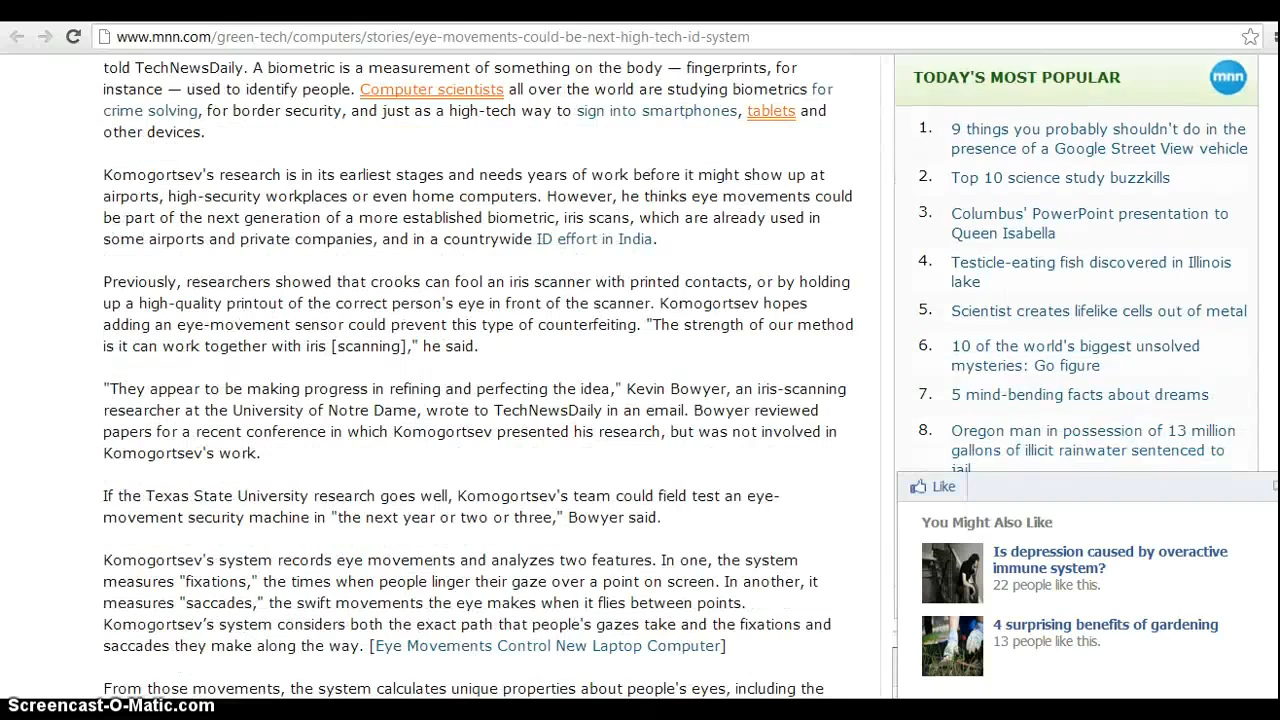 www.mnn.com/green-tech/computers/stories/eye-movements-could-be-next-high-tech-id-system
told TechNewsDaily. A biometric is a measurement of something on the body — fingerprints, for
instance — used to identify people. Computer scientists all over the world are studying biometrics for
crime solving, for border security, and just as a high-tech way to sign into smartphones, tablets and
other devices.
Komogortsev's research is in its earliest stages and needs years of work before it might show up at
airports, high-security workplaces or even home computers. However, he thinks eye movements could
be part of the next generation of a more established biometric, iris scans, which are already used in
some airports and private companies, and in a countrywide ID effort in India.
Previously, researchers showed that crooks can fool an iris scanner with printed contacts, or by holding
up a high-quality printout of the correct person's eye in front of the scanner. Komogortsev hopes
adding an eye-movement sensor could prevent this type of counterfeiting. "The strength of our method
is it can work together with iris [scanning]," he said.
"They appear to be making progress in refining and perfecting the idea," Kevin Bowyer, an iris-scanning
researcher at the University of Notre Dame, wrote to TechNewsDaily in an email. Bowyer reviewed
papers for a recent conference in which Komogortsev presented his research, but was not involved in
Komogortsev's work.
If the Texas State University research goes well, Komogortsev's team could field test an eye-
movement security machine in "the next year or two or three," Bowyer said.
Komogortsev's system records eye movements and analyzes two features. In one, the system
measures "fixations," the times when people linger their gaze over a point on screen. In another, it
measures "saccades," the swift movements the eye makes when it flies between points.
Komogortsev’s system considers both the exact path that people's gazes take and the fixations and
saccades they make along the way. [Eye Movements Control New Laptop Computer]
From those movements, the system calculates unique properties about people's eyes, including the
TODAY'S MOST POPULAR
mnn
1. 9 things you probably shouldn't do in the
presence of a Google Street View vehicle
2. Top 10 science study buzzkills
3. Columbus' PowerPoint presentation to
Queen Isabella
4. Testicle-eating fish discovered in Illinois
lake
5. Scientist creates lifelike cells out of metal
6. 10 of the world's biggest unsolved
mysteries: Go figure
7. 5 mind-bending facts about dreams
8. Oregon man in possession of 13 million
gallons of illicit rainwater sentenced to
jail
Like
You Might Also Like
Is depression caused by overactive
immune system?
22 people like this.
4 surprising benefits of gardening
13 people like this.
Screencast-O-Matic.com